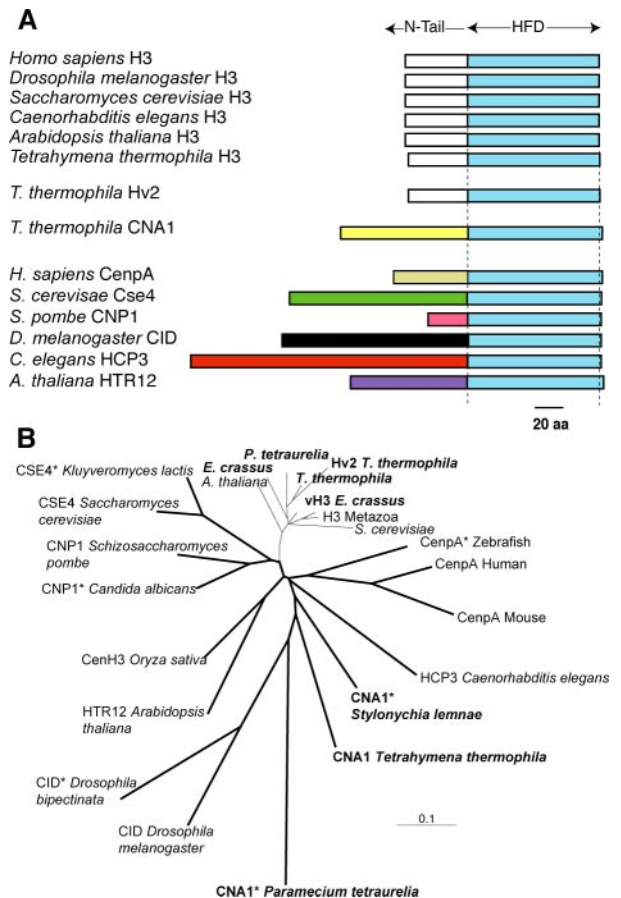 A
N-Tail
HFD
Homo sapiens H3
Drosophila melanogaster H3
Saccharomyces cerevisiae H3
Caenorhabditis elegans H3
Arabidopsis thaliana H3
Tetrahymena thermophila H3
T. thermophila Hv2
T. thermophila CNA1
H. sapiens CenpA
S. cerevisae Cse4
S. pombe CNP1
D. melanogaster CID
C. elegans HCP3
A. thaliana HTR12
20 aa
B
P. tetraurelia
E. crassus
Hv2 T. thermophila
A. thaliana
T. thermophila
CSE4* Kluyveromyces lactis
vH3 E. crassus
CSE4 Saccharomyces
cerevisiae
H3 Metazoa
S. cerevisiae
CNP1 Schizosaccharomyces
pombe
CenpA* Zebrafish
CenpA Human
CNP1* Candida albicans
CenpA Mouse
CenH3 Oryza sativa
HCP3 Caenorhabditis elegans
CNA1*
Stylonychia lemnae
HTR12 Arabidopsis
thaliana
CNA1 Tetrahymena thermophila
CID* Drosophila
bipectinata
0.1
CID Drosophila
melanogaster
CNA1* Paramecium tetraurelia